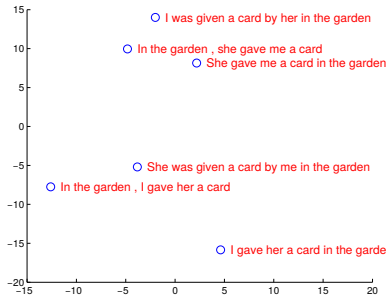 15
I was given a card by her in the garden
10
In the garden , she gave me a card
She gave me a card in the garden
5
0
−5
She was given a card by me in the garden
In the garden , I gave her a card
−10
−15
I gave her a card in the garde
−20
−15 −10 −5 0 5 10 15 20